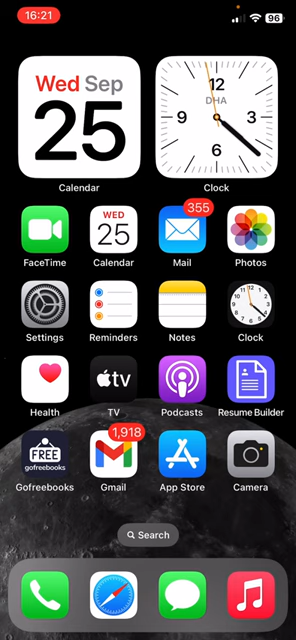 16:21
96
Wed Sep
25
12
DHA
9
3
6
Calendar
Clock
WED
25
355
FaceTime
Calendar
Mail
Photos
Settings
Reminders
Notes
Clock
tv
Health
TV
Podcasts
Resume Builder
FREE
gofreebooks
1,918
Gofreebooks
Gmail
App Store
Camera
Search